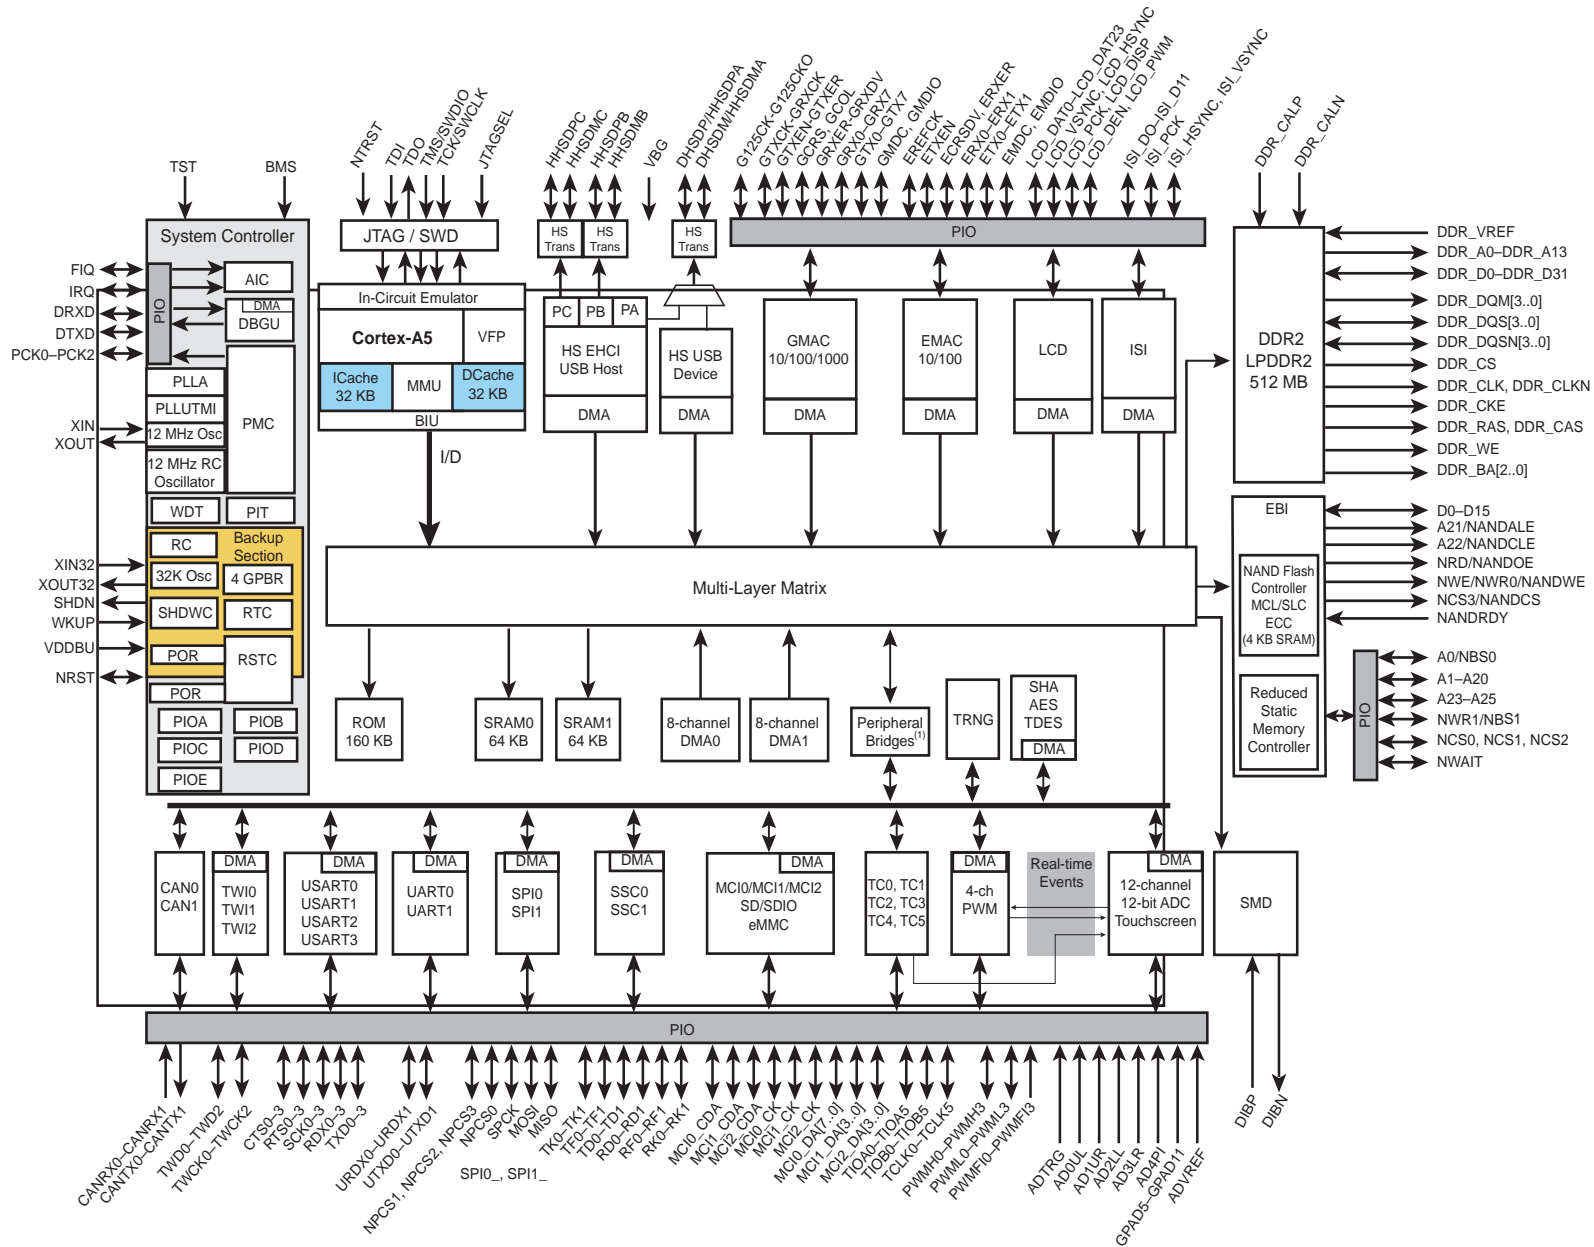 NTRST
TDI
TDO
TMS/SWDIO
TCK/SWCLK
JTAGSEL
HHSDPC
HHSDMC
HHSDPB
HHSDMB
VBG
DHSDP/HHSDPA
DHSDM/HHSDMA
G125CK-G125CKO
GTXCK-GRXCK
GTXEN-GTXER
GCRS, GCOL
GRXER-GRXDV
GRX0–GRX7
GTX0–GTX7
GMDC, GMDIO
EREFCK
ETXEN
ECRSDV, ERXER
ERX0–ERX1
ETX0–ETX1
EMDC, EMDIO
LCD_DAT0–LCD_DAT23
LCD_VSYNC, LCD_HSYNC
LCD_PCK, LCD_DISP
LCD_DEN, LCD_PWM
ISI_DO–ISI_D11
ISI_PCK
ISI_HSYNC, ISI_VSYNC
DDR_CALP
DDR_CALN
TST
BMS
System Controller
FIQ
IRQ
DRXD
DTXD
PCK0–PCK2
PIO
AIC
DMA
DBGU
PLLA
PLLUTMI
12 MHz Osc
12 MHz RC
Oscillator
PMC
XIN
XOUT
WDT
PIT
RC
Backup
Section
32K Osc
4 GPBR
SHDWC
RTC
POR
RSTC
POR
XIN32
XOUT32
SHDN
WKUP
VDDBU
NRST
PIOA
PIOB
PIOC
PIOD
PIOE
JTAG / SWD
In-Circuit Emulator
Cortex-A5
VFP
ICache
32 KB
MMU
DCache
32 KB
BIU
I/D
HS
Trans
HS
Trans
HS
Trans
PC
PB
PA
HS EHCI
USB Host
DMA
HS USB
Device
DMA
PIO
GMAC
10/100/1000
DMA
EMAC
10/100
DMA
LCD
DMA
ISI
DMA
DDR2
LPDDR2
512 MB
DDR_VREF
DDR_A0–DDR_A13
DDR_D0–DDR_D31
DDR_DQM[3..0]
DDR_DQS[3..0]
DDR_DQSN[3..0]
DDR_CS
DDR_CLK, DDR_CLKN
DDR_CKE
DDR_RAS, DDR_CAS
DDR_WE
DDR_BA[2..0]
Multi-Layer Matrix
EBI
NAND Flash
Controller
MCL/SLC
ECC
(4 KB SRAM)
Reduced
Static
Memory
Controller
PIO
D0–D15
A21/NANDALE
A22/NANDCLE
NRD/NANDOE
NWE/NWR0/NANDWE
NCS3/NANDCS
NANDRDY
A0/NBS0
A1–A20
A23–A25
NWR1/NBS1
NCS0, NCS1, NCS2
NWAIT
ROM
160 KB
SRAM0
64 KB
SRAM1
64 KB
8-channel
DMA0
8-channel
DMA1
Peripheral
Bridges(1)
TRNG
SHA
AES
TDES
DMA
CAN0
CAN1
DMA
TWI0
TWI1
TWI2
DMA
USART0
USART1
USART2
USART3
DMA
UART0
UART1
DMA
SPI0
SPI1
DMA
SSC0
SSC1
DMA
MCI0/MCI1/MCI2
SD/SDIO
eMMC
TC0, TC1
TC2, TC3
TC4, TC5
DMA
4-ch
PWM
Real-time
Events
DMA
12-channel
12-bit ADC
Touchscreen
SMD
PIO
CANRX0–CANRX1
CANTX0–CANTX1
TWD0–TWD2
TWCK0–TWCK2
CTS0–3
RTS0–3
SCK0–3
RDX0–3
TXD0–3
URDX0–URDX1
UTXD0–UTXD1
NPCS1, NPCS2, NPCS3
NPCS0
SPCK
MOSI
MISO
SPI0_, SPI1_
TK0–TK1
TF0–TF1
TD0–TD1
RD0–RD1
RF0–RF1
RK0–RK1
MCI0_CDA
MCI1_CDA
MCI2_CDA
MCI0_CK
MCI1_CK
MCI2_CK
MCI0_DA[7..0]
MCI1_DA[3..0]
MCI2_DA[3..0]
TIOA0–TIOA5
TIOB0–TIOB5
TCLK0–TCLK5
PWMH0–PWMH3
PWML0–PWML3
PWMFI0–PWMFI3
ADTRG
AD0UL
AD1UR
AD2LL
AD3LR
AD4PI
GPAD5–GPAD11
ADVREF
DIBP
DIBN